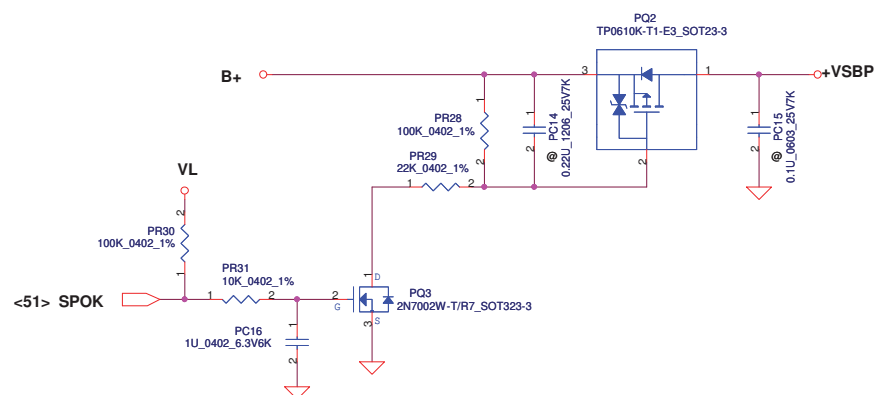 PQ2
TP0610K-T1-E3_SOT23-3
B+
3
1
+VSBP
1
PR28
100K_0402_1%
2
1
2
@ PC14
0.22U_1206_25V7K
2
1
2
@ PC15
0.1U_0603_25V7K
PR29
22K_0402_1%
1
2
VL
2
PR30
100K_0402_1%
1
PR31
10K_0402_1%
<51> SPOK
1
2
2
G
1
D
PQ3
2N7002W-T/R7_SOT323-3
3
S
1
PC16
1U_0402_6.3V6K
2